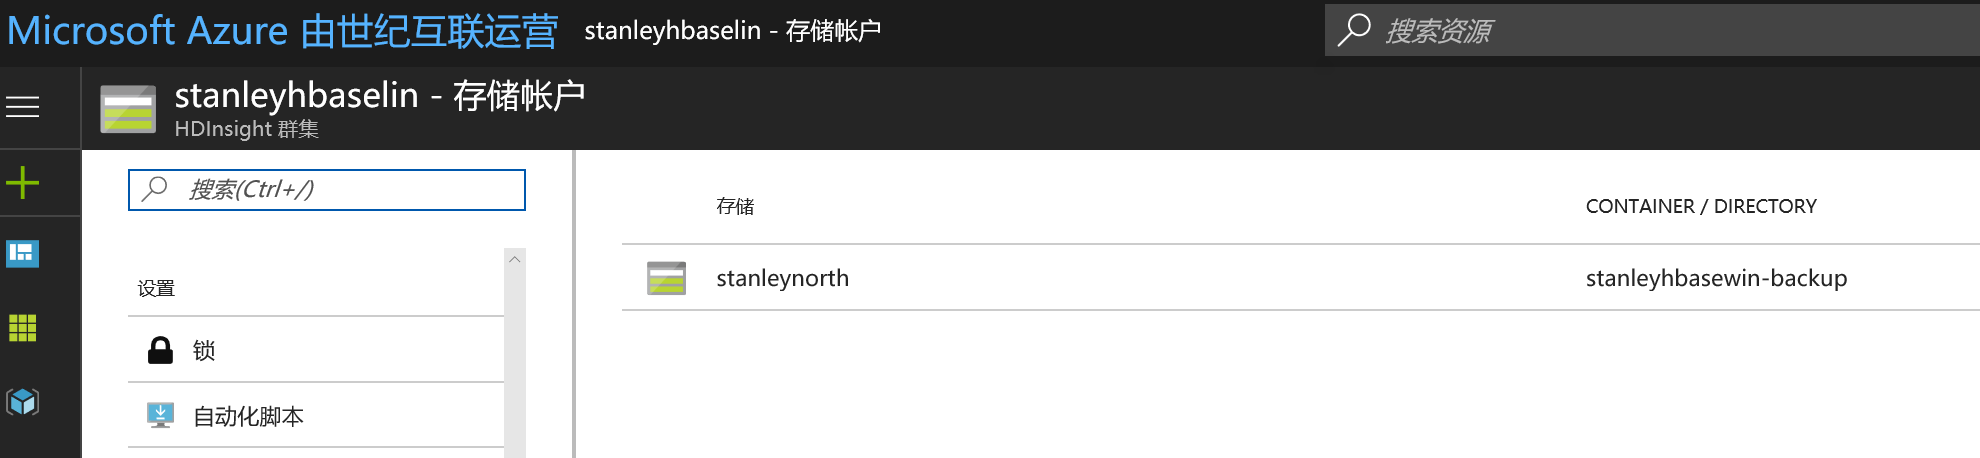 Microsoft Azure 由世纪互联运营 stanleyhbaselin - 存储帐户 搜索资源
stanleyhbaselin - 存储帐户
HDInsight 群集
搜索(Ctrl+/)
设置
锁
自动化脚本
存储 CONTAINER / DIRECTORY
stanleynorth stanleyhbasewin-backup